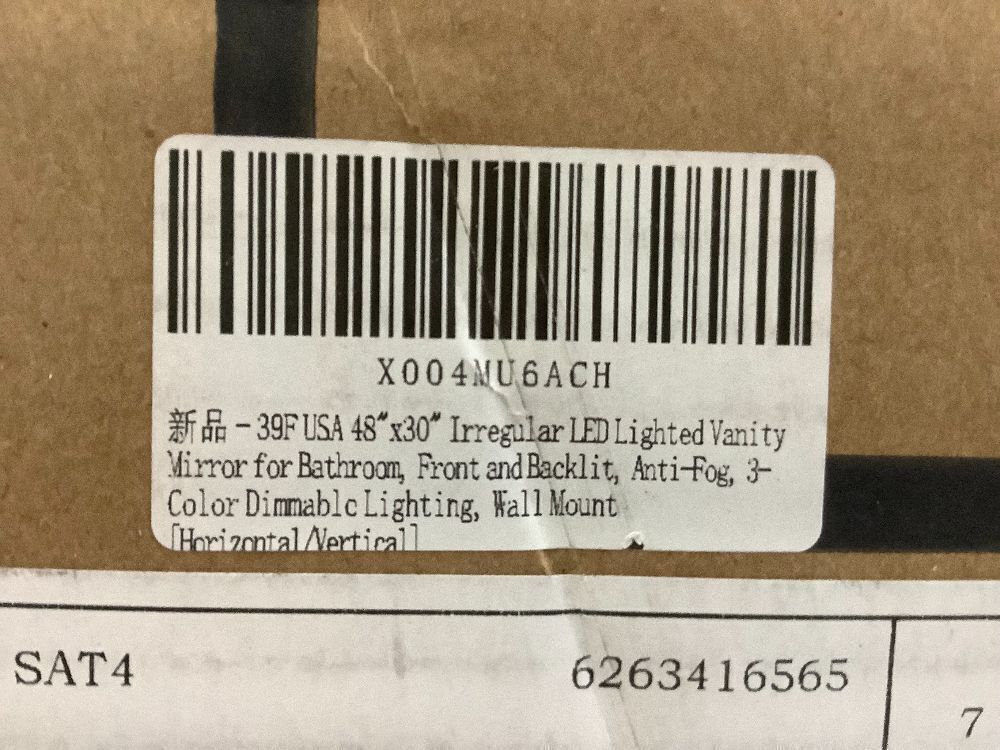 X004MU6ACH
新品 - 39F USA 48"x30" Irregular LED Lighted Vanity
Mirror for Bathroom, Front and Backlit, Anti-Fog, 3-
Color Dimmable Lighting, Wall Mount
[Horizontal/Vertical]
SAT4 6263416565
7